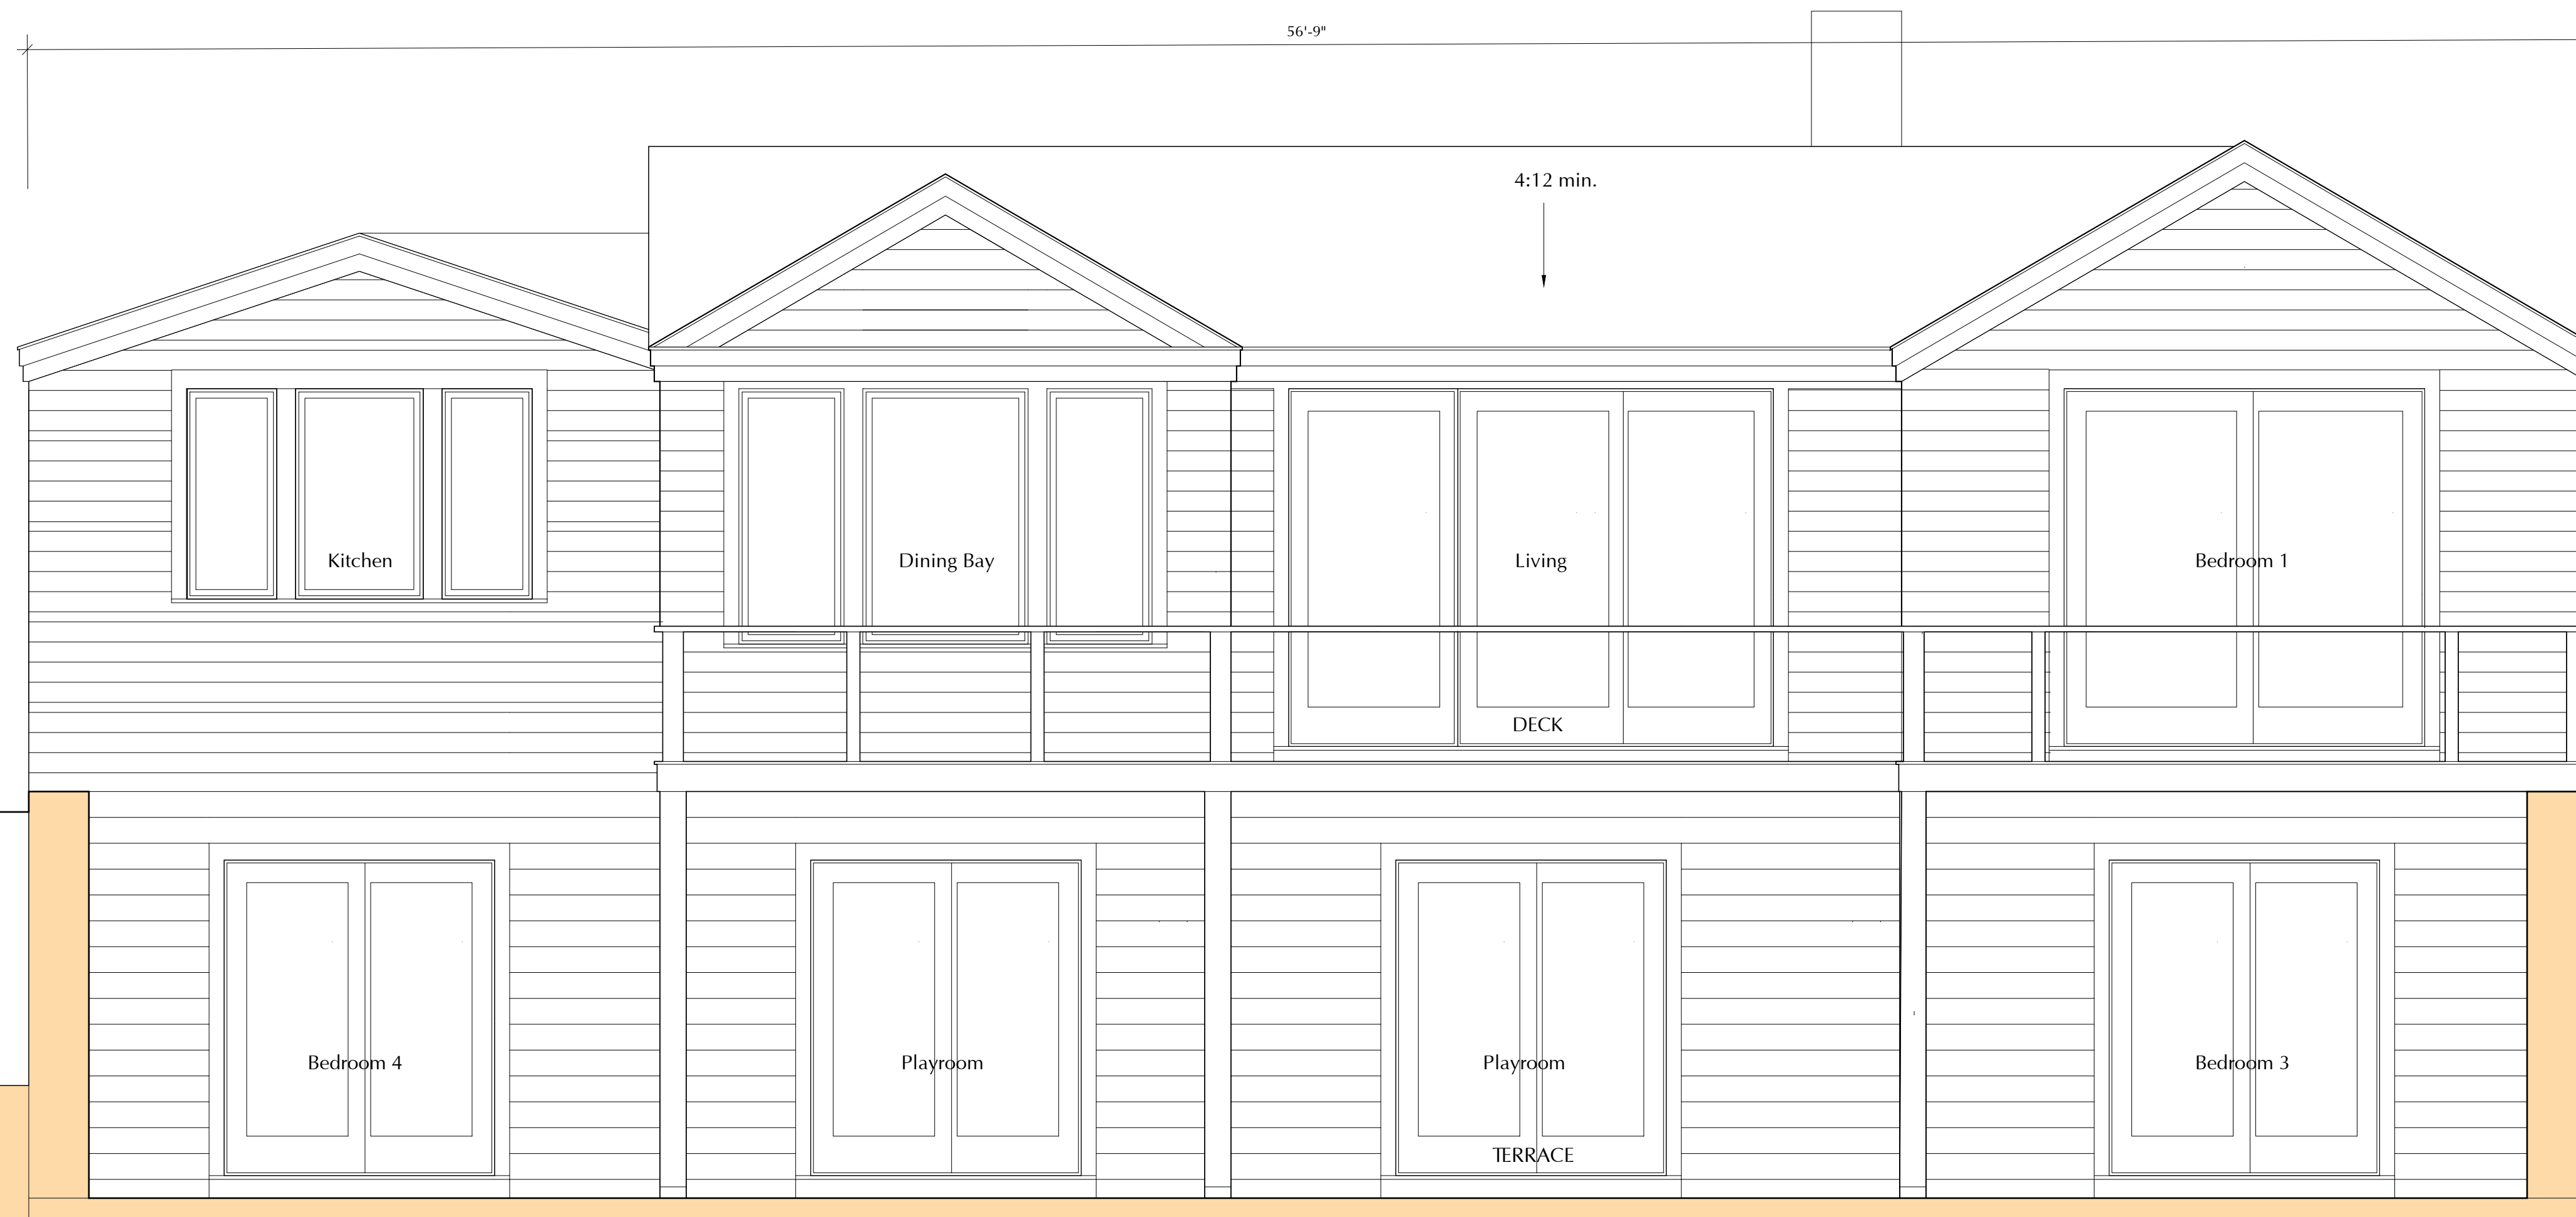 56'-9"
4:12 min.
Kitchen
Dining Bay
Living
Bedroom 1
DECK
Bedroom 4
Playroom
Playroom
Bedroom 3
TERRACE